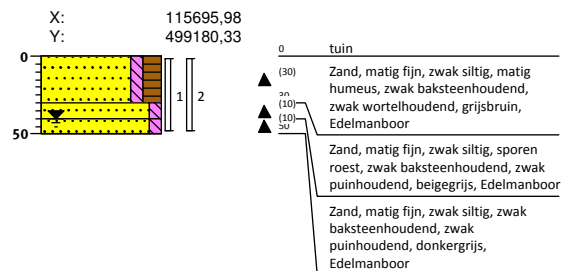 X: 115695,98
Y: 499180,33
0
50
1 2
0 tuin
(30) Zand, matig fijn, zwak siltig, matig
humeus, zwak baksteenhoudend,
zwak wortelhoudend, grijsbruin,
Edelmanboor
30
(10)
(10)
50
Zand, matig fijn, zwak siltig, sporen
roest, zwak baksteenhoudend, zwak
puinhoudend, beigegrijs, Edelmanboor
Zand, matig fijn, zwak siltig, zwak
baksteenhoudend, zwak
puinhoudend, donkergrijs,
Edelmanboor